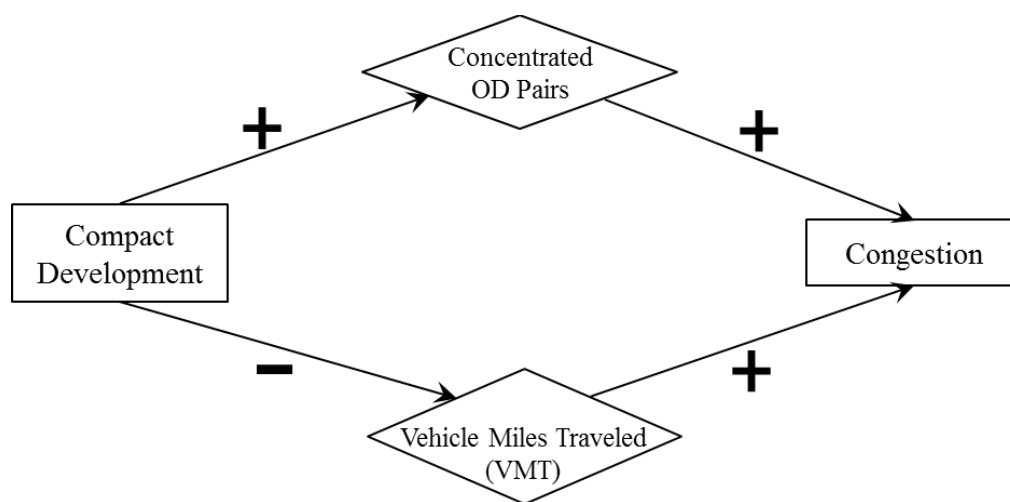 Concentrated
OD Pairs
+
+
Compact
Development
Congestion
−
+
Vehicle Miles Traveled
(VMT)